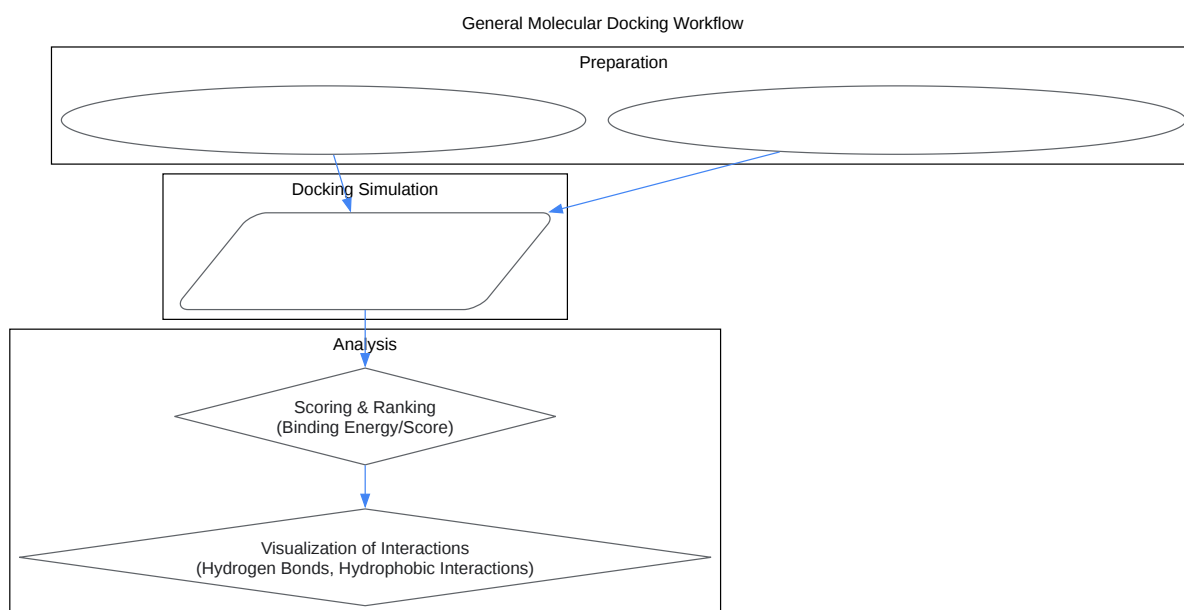 General Molecular Docking Workflow
Preparation
Docking Simulation
Analysis
Scoring & Ranking
(Binding Energy/Score)
Visualization of Interactions
(Hydrogen Bonds, Hydrophobic Interactions)